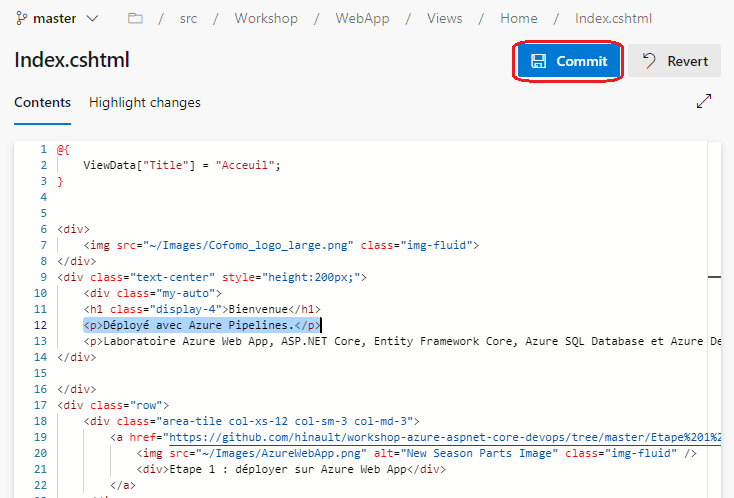 master / src / Workshop / WebApp / Views / Home / Index.cshtml
Index.cshtml
Commit
Revert
Contents
Highlight changes
1 @{
2 ViewData["Title"] = "Acceuil";
3 }
4
5
6 <div>
7 <img src="~/Images/Cofomo_logo_large.png" class="img-fluid">
8 </div>
9 <div class="text-center" style="height:200px;">
10 <div class="my-auto">
11 <h1 class="display-4">Bienvenue</h1>
12 <p>Déployé avec Azure Pipelines.</p>
13 <p>Laboratoire Azure Web App, ASP.NET Core, Entity Framework Core, Azure SQL Database et Azure De
14 </div>
15
16 </div>
17 <div class="row">
18 <div class="area-tile col-xs-12 col-sm-3 col-md-3">
19 <a href="https://github.com/hinault/workshop-azure-aspnet-core-devops/tree/master/Etape%201%2
20 <img src="~/Images/AzureWebApp.png" alt="New Season Parts Image" class="img-fluid" />
21 <div>Etape 1 : déployer sur Azure Web App</div>
22 </a>